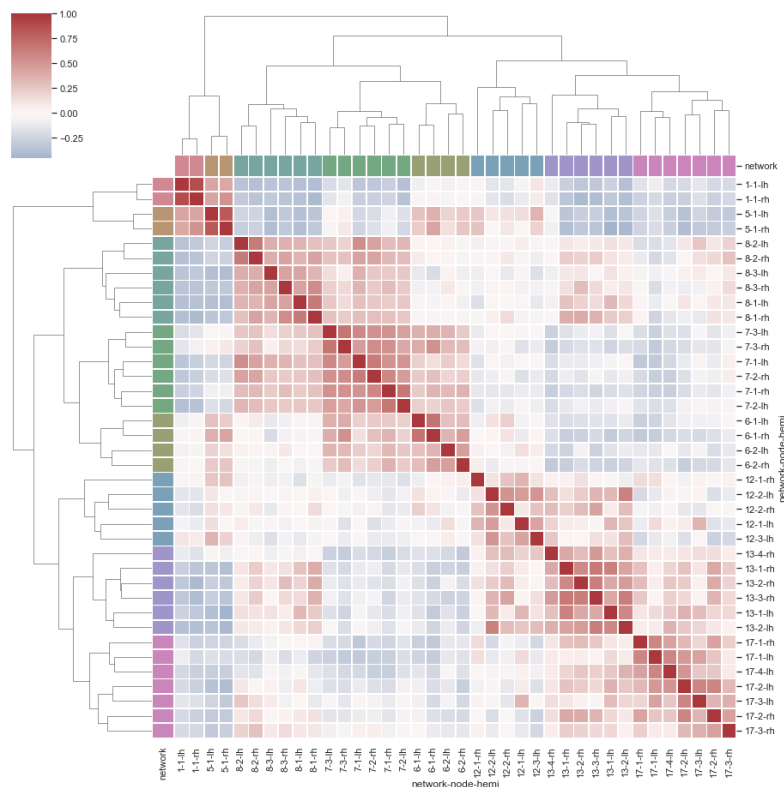 1.00
0.75
0.50
0.25
0.00
−0.25
network
1-1-lh
1-1-rh
5-1-lh
5-1-rh
8-2-lh
8-2-rh
8-3-lh
8-3-rh
8-1-lh
8-1-rh
7-3-lh
7-3-rh
7-1-lh
7-2-rh
7-1-rh
7-2-lh
6-1-lh
6-1-rh
6-2-lh
6-2-rh
12-1-rh
12-2-lh
12-2-rh
12-1-lh
12-3-lh
13-4-rh
13-1-rh
13-2-rh
13-3-rh
13-1-lh
13-2-lh
17-1-rh
17-1-lh
17-4-lh
17-2-lh
17-3-lh
17-2-rh
17-3-rh
network-node-hemi
network
1-1-lh
1-1-rh
5-1-lh
5-1-rh
8-2-lh
8-2-rh
8-3-lh
8-3-rh
8-1-lh
8-1-rh
7-3-lh
7-3-rh
7-1-lh
7-2-rh
7-1-rh
7-2-lh
6-1-lh
6-1-rh
6-2-lh
6-2-rh
12-1-rh
12-2-lh
12-2-rh
12-1-lh
12-3-lh
13-4-rh
13-1-rh
13-2-rh
13-3-rh
13-1-lh
13-2-lh
17-1-rh
17-1-lh
17-4-lh
17-2-lh
17-3-lh
17-2-rh
17-3-rh
network-node-hemi